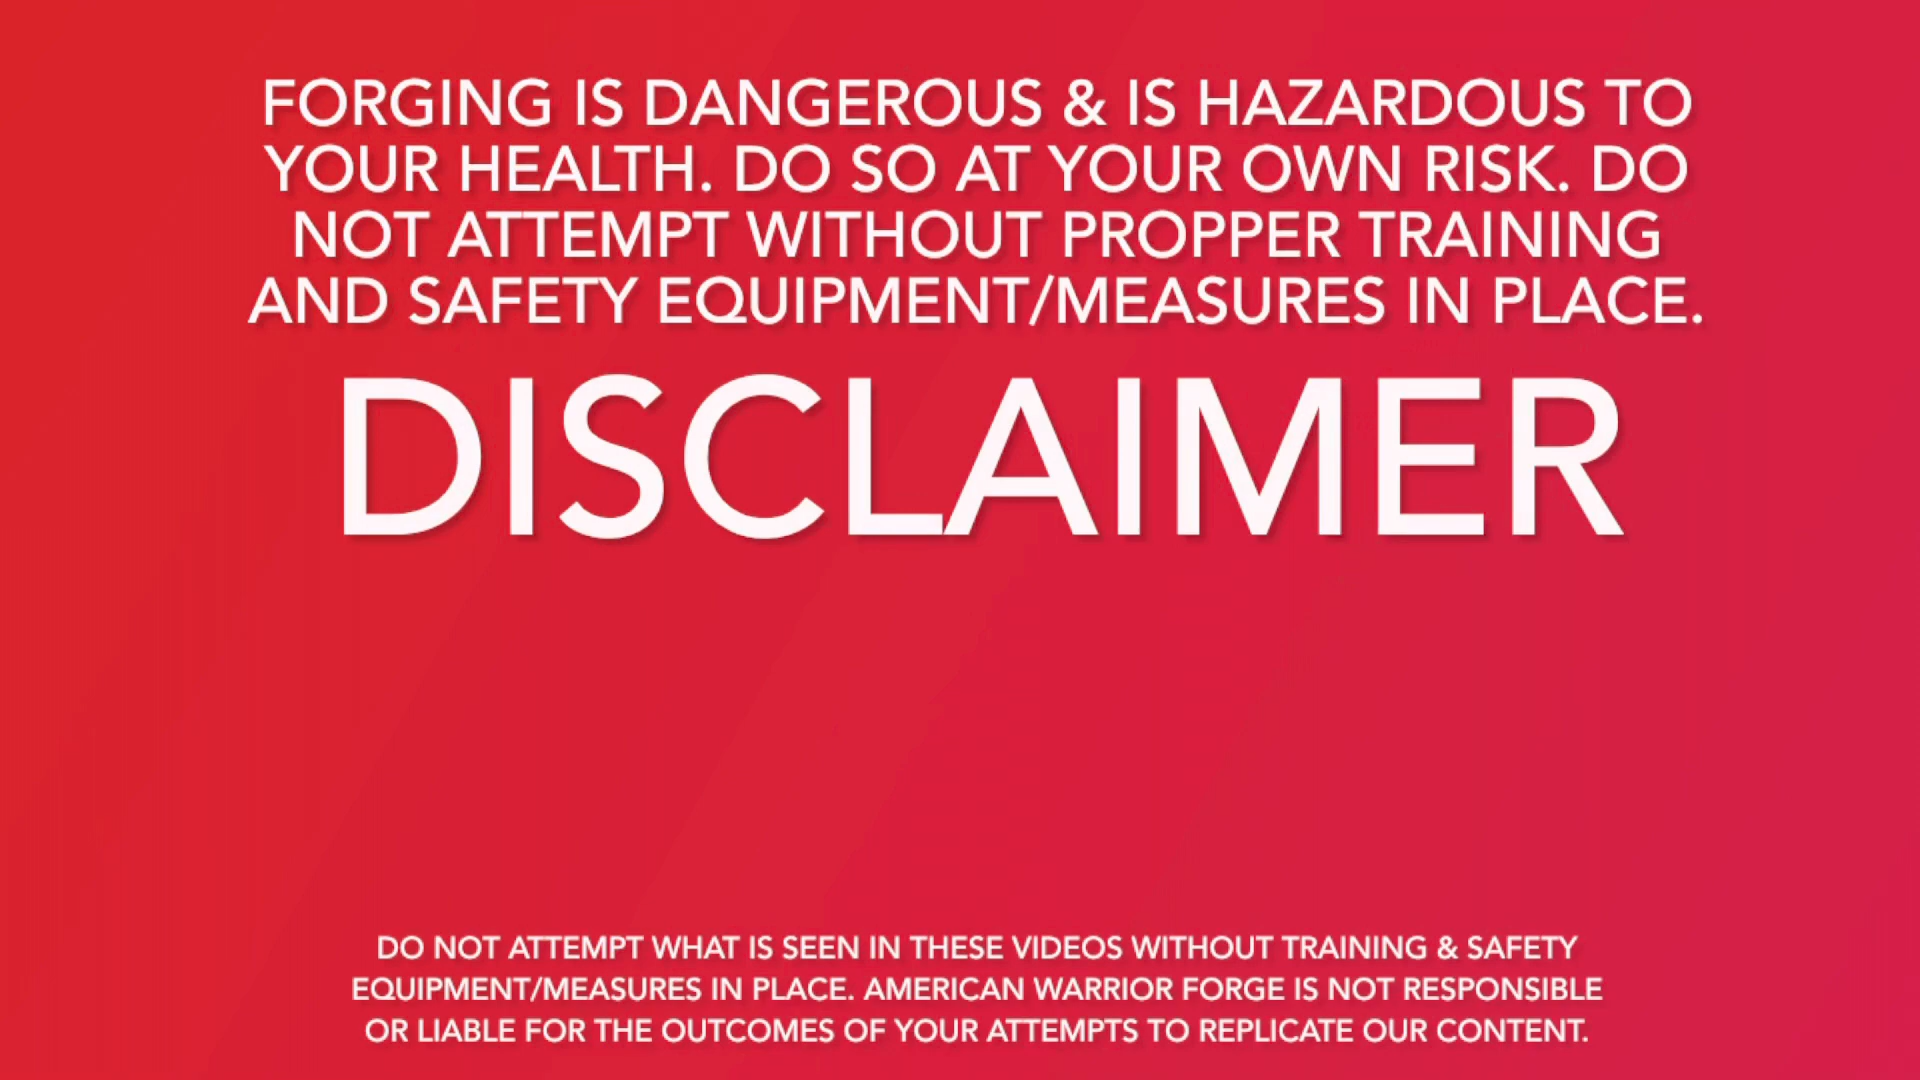 FORGING IS DANGEROUS & IS HAZARDOUS TO
YOUR HEALTH. DO SO AT YOUR OWN RISK. DO
NOT ATTEMPT WITHOUT PROPPER TRAINING
AND SAFETY EQUIPMENT/MEASURES IN PLACE.
DISCLAIMER
DO NOT ATTEMPT WHAT IS SEEN IN THESE VIDEOS WITHOUT TRAINING & SAFETY
EQUIPMENT/MEASURES IN PLACE. AMERICAN WARRIOR FORGE IS NOT RESPONSIBLE
OR LIABLE FOR THE OUTCOMES OF YOUR ATTEMPTS TO REPLICATE OUR CONTENT.